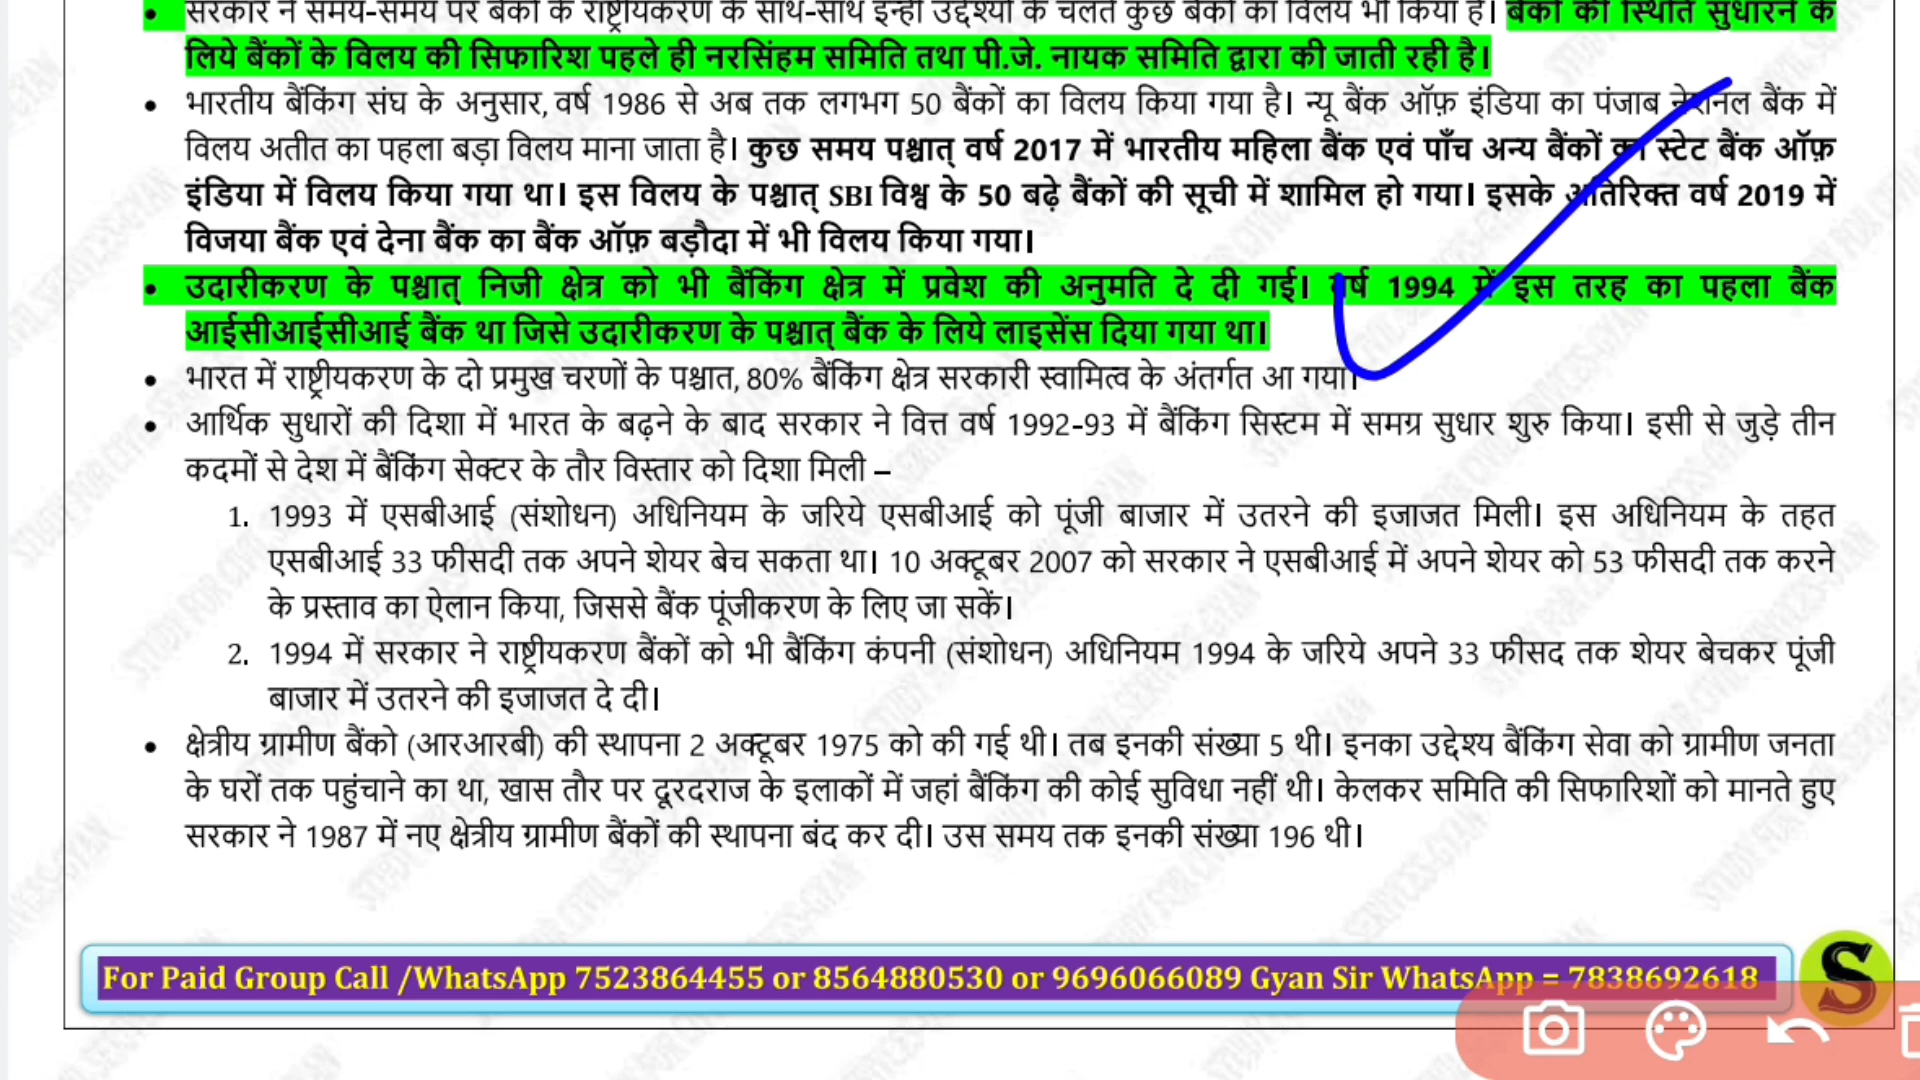 सरकार ने समय-समय पर बैंकों के राष्ट्रीयकरण के साथ-साथ इन्हीं उद्देश्यों के चलते कुछ बैंकों का विलय भी किया है। बैंकों की स्थिति सुधारने के
लिये बैंकों के विलय की सिफारिश पहले ही नरसिंहम समिति तथा पी.जे. नायक समिति द्वारा की जाती रही है।
• भारतीय बैंकिंग संघ के अनुसार, वर्ष 1986 से अब तक लगभग 50 बैंकों का विलय किया गया है। न्यू बैंक ऑफ़ इंडिया का पंजाब नेशनल बैंक में
विलय अतीत का पहला बड़ा विलय माना जाता है। कुछ समय पश्चात् वर्ष 2017 में भारतीय महिला बैंक एवं पाँच अन्य बैंकों का स्टेट बैंक ऑफ़
इंडिया में विलय किया गया था। इस विलय के पश्चात् SBI विश्व के 50 बढ़े बैंकों की सूची में शामिल हो गया। इसके अतिरिक्त वर्ष 2019 में
विजया बैंक एवं देना बैंक का बैंक ऑफ़ बड़ौदा में भी विलय किया गया।
• उदारीकरण के पश्चात् निजी क्षेत्र को भी बैंकिंग क्षेत्र में प्रवेश की अनुमति दे दी गई। वर्ष 1994 में इस तरह का पहला बैंक
आईसीआईसीआई बैंक था जिसे उदारीकरण के पश्चात् बैंक के लिये लाइसेंस दिया गया था।
• भारत में राष्ट्रीयकरण के दो प्रमुख चरणों के पश्चात, 80% बैंकिंग क्षेत्र सरकारी स्वामित्व के अंतर्गत आ गया।
• आर्थिक सुधारों की दिशा में भारत के बढ़ने के बाद सरकार ने वित्त वर्ष 1992-93 में बैंकिंग सिस्टम में समग्र सुधार शुरु किया। इसी से जुड़े तीन
कदमों से देश में बैंकिंग सेक्टर के तौर विस्तार को दिशा मिली –
1. 1993 में एसबीआई (संशोधन) अधिनियम के जरिये एसबीआई को पूंजी बाजार में उतरने की इजाजत मिली। इस अधिनियम के तहत
एसबीआई 33 फीसदी तक अपने शेयर बेच सकता था। 10 अक्टूबर 2007 को सरकार ने एसबीआई में अपने शेयर को 53 फीसदी तक करने
के प्रस्ताव का ऐलान किया, जिससे बैंक पूंजीकरण के लिए जा सकें।
2. 1994 में सरकार ने राष्ट्रीयकरण बैंकों को भी बैंकिंग कंपनी (संशोधन) अधिनियम 1994 के जरिये अपने 33 फीसद तक शेयर बेचकर पूंजी
बाजार में उतरने की इजाजत दे दी।
• क्षेत्रीय ग्रामीण बैंको (आरआरबी) की स्थापना 2 अक्टूबर 1975 को की गई थी। तब इनकी संख्या 5 थी। इनका उद्देश्य बैंकिंग सेवा को ग्रामीण जनता
के घरों तक पहुंचाने का था, खास तौर पर दूरदराज के इलाकों में जहां बैंकिंग की कोई सुविधा नहीं थी। केलकर समिति की सिफारिशों को मानते हुए
सरकार ने 1987 में नए क्षेत्रीय ग्रामीण बैंकों की स्थापना बंद कर दी। उस समय तक इनकी संख्या 196 थी।
For Paid Group Call /WhatsApp 7523864455 or 8564880530 or 9696066089 Gyan Sir WhatsApp = 7838692618
S